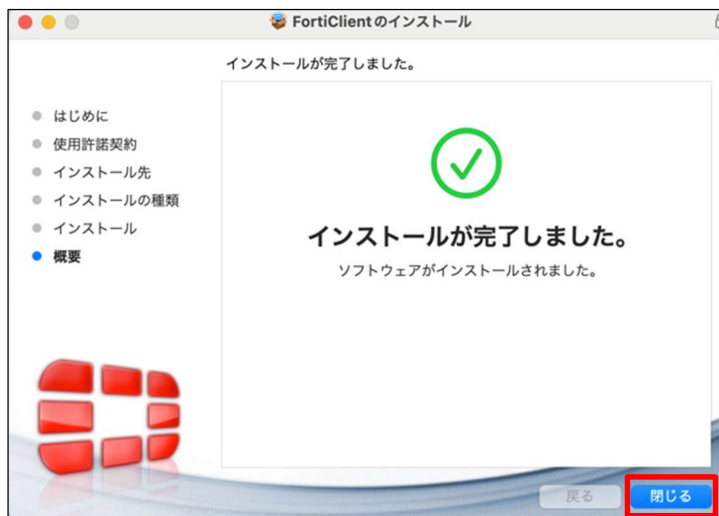 FortiClientのインストール
インストールが完了しました。
はじめに
使用許諾契約
インストール先
インストールの種類
インストール
概要
インストールが完了しました。
ソフトウェアがインストールされました。
戻る
閉じる